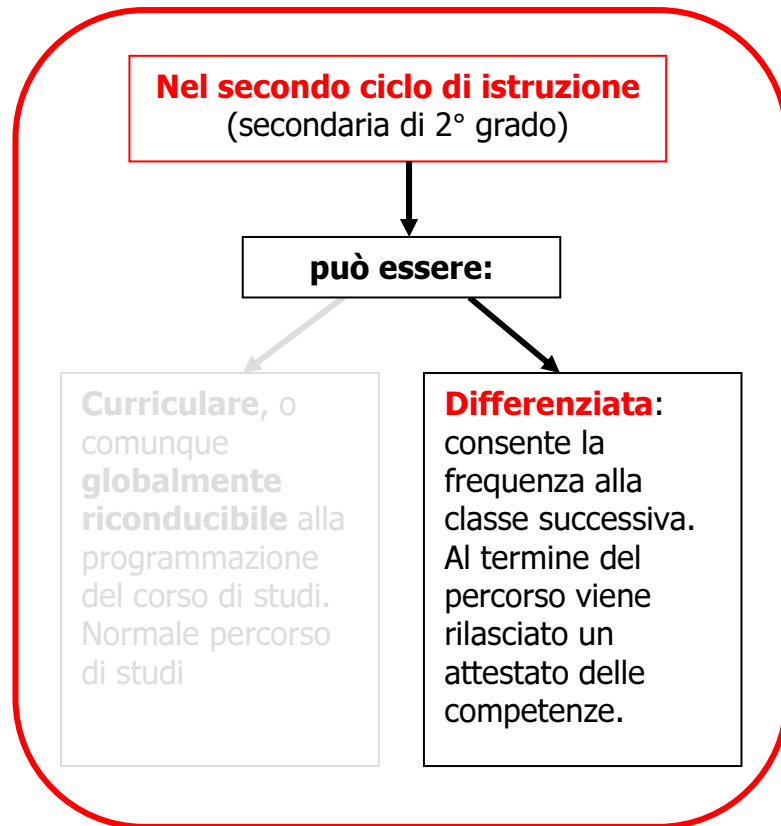 Nel secondo ciclo di istruzione
(secondaria di 2° grado)
può essere:
Curriculare, o
comunque
globalmente
riconducibile alla
programmazione
del corso di studi.
Normale percorso
di studi
Differenziata:
consente la
frequenza alla
classe successiva.
Al termine del
percorso viene
rilasciato un
attestato delle
competenze.